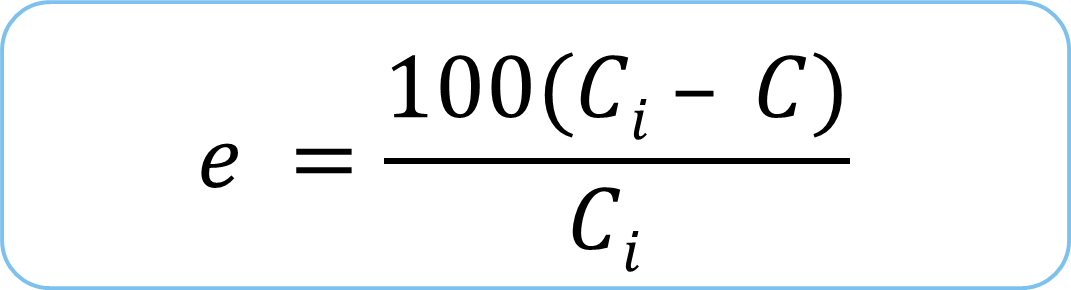 e = 100(C_i − C) / C_i